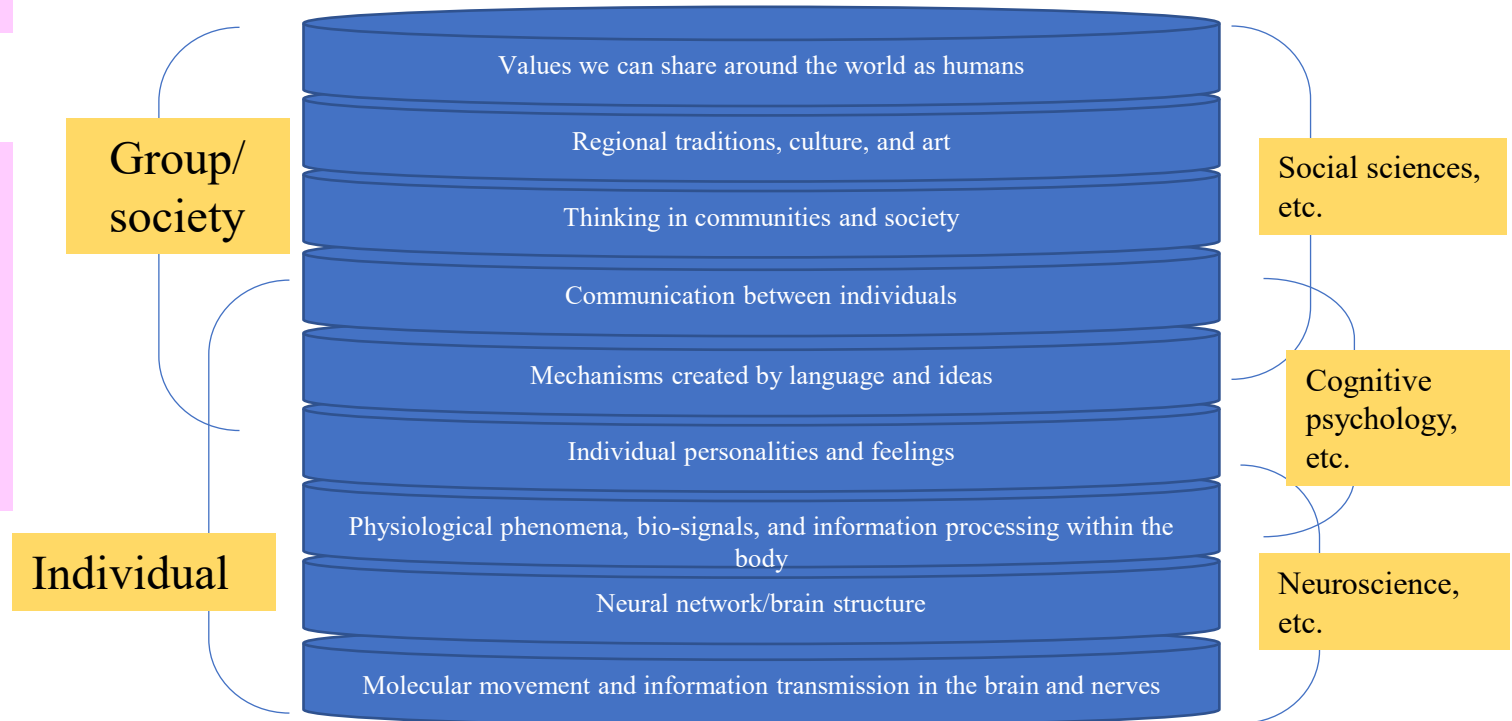 Values we can share around the world as humans
Regional traditions, culture, and art
Group/
society
Social sciences,
etc.
Thinking in communities and society
Communication between individuals
Mechanisms created by language and ideas
Cognitive
psychology,
etc.
Individual personalities and feelings
Physiological phenomena, bio-signals, and information processing within the
body
Individual
Neural network/brain structure
Neuroscience,
etc.
Molecular movement and information transmission in the brain and nerves